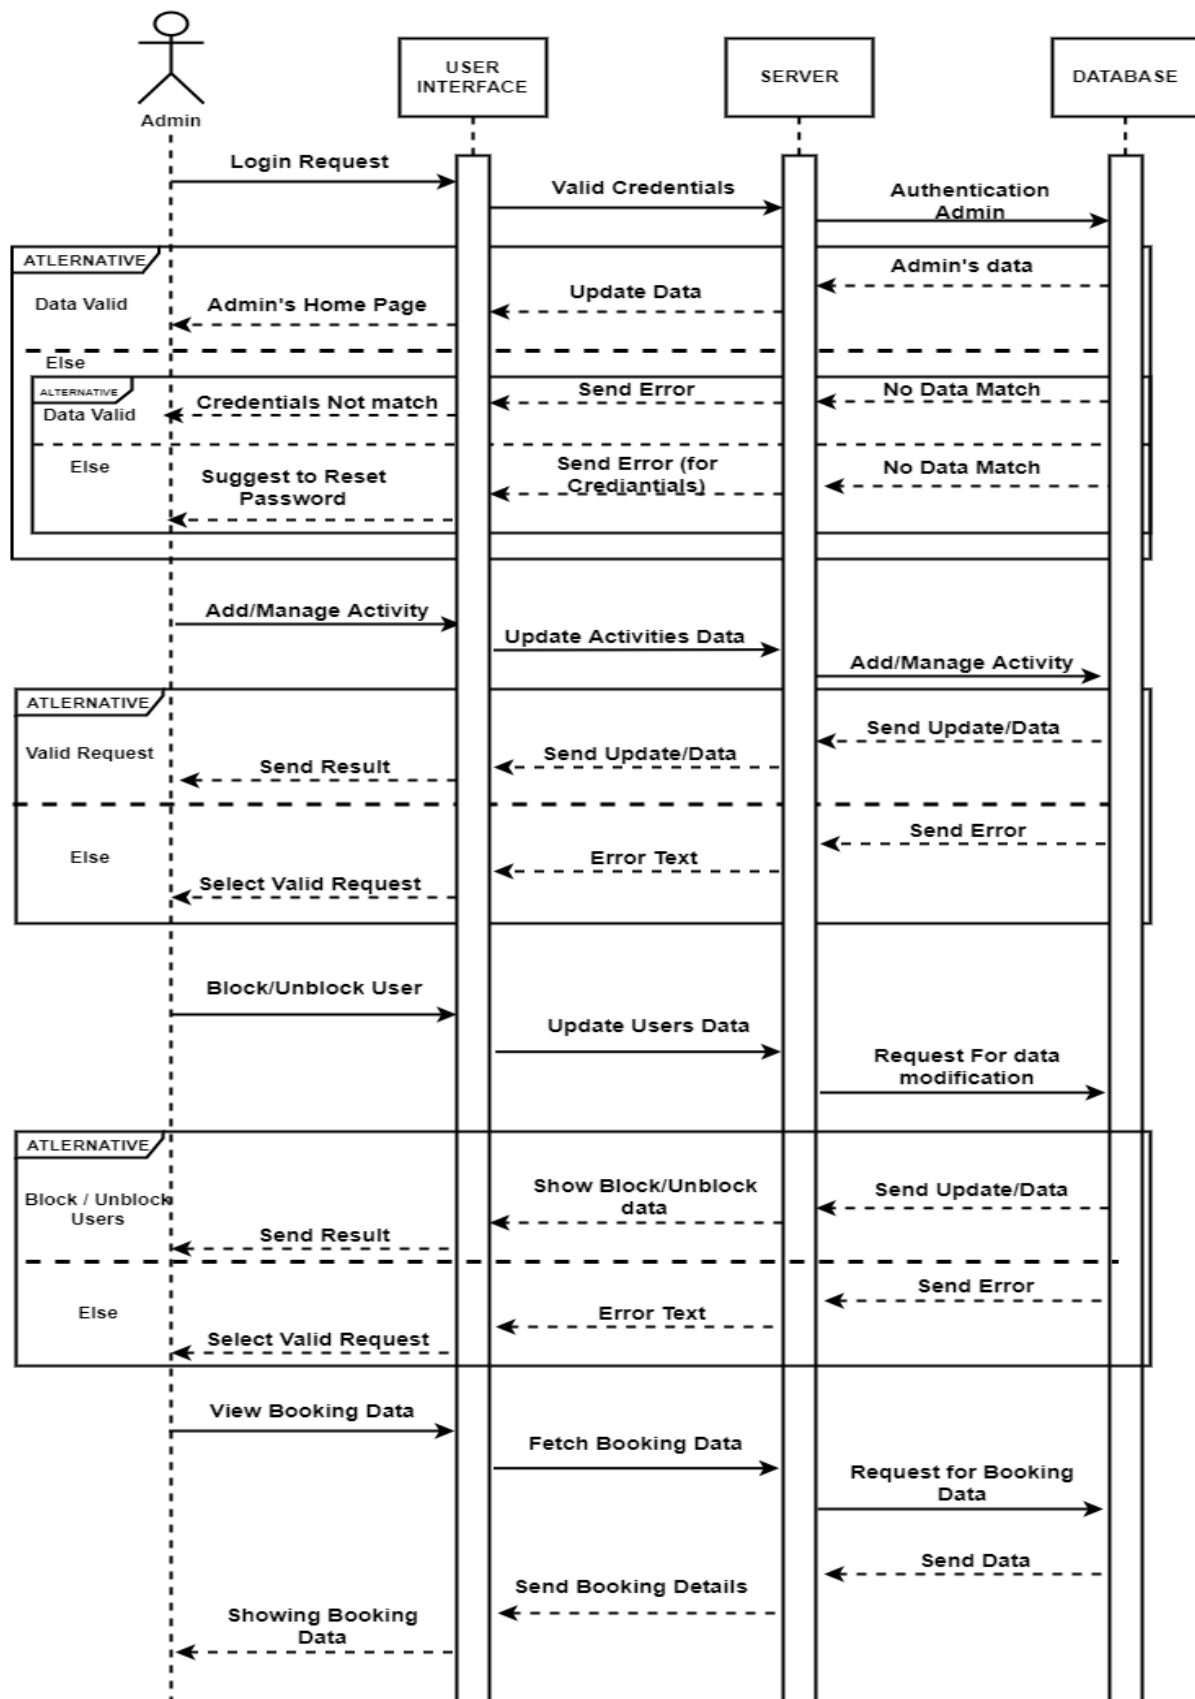 USER
INTERFACE
SERVER
DATABASE
Admin
Login Request
Valid Credentials
Authentication
Admin
ATLERNATIVE
Admin's data
Update Data
Data Valid
Admin's Home Page
Else
ALTERNATIVE
Send Error
No Data Match
Credentials Not match
Data Valid
Else
Send Error (for
Crediantials)
No Data Match
Suggest to Reset
Password
Add/Manage Activity
Update Activities Data
Add/Manage Activity
ATLERNATIVE
Send Update/Data
Valid Request
Send Update/Data
Send Result
Send Error
Else
Error Text
Select Valid Request
Block/Unblock User
Update Users Data
Request For data
modification
ATLERNATIVE
Show Block/Unblock
data
Send Update/Data
Block / Unblock
Users
Send Result
Send Error
Else
Error Text
Select Valid Request
View Booking Data
Fetch Booking Data
Request for Booking
Data
Send Data
Send Booking Details
Showing Booking
Data